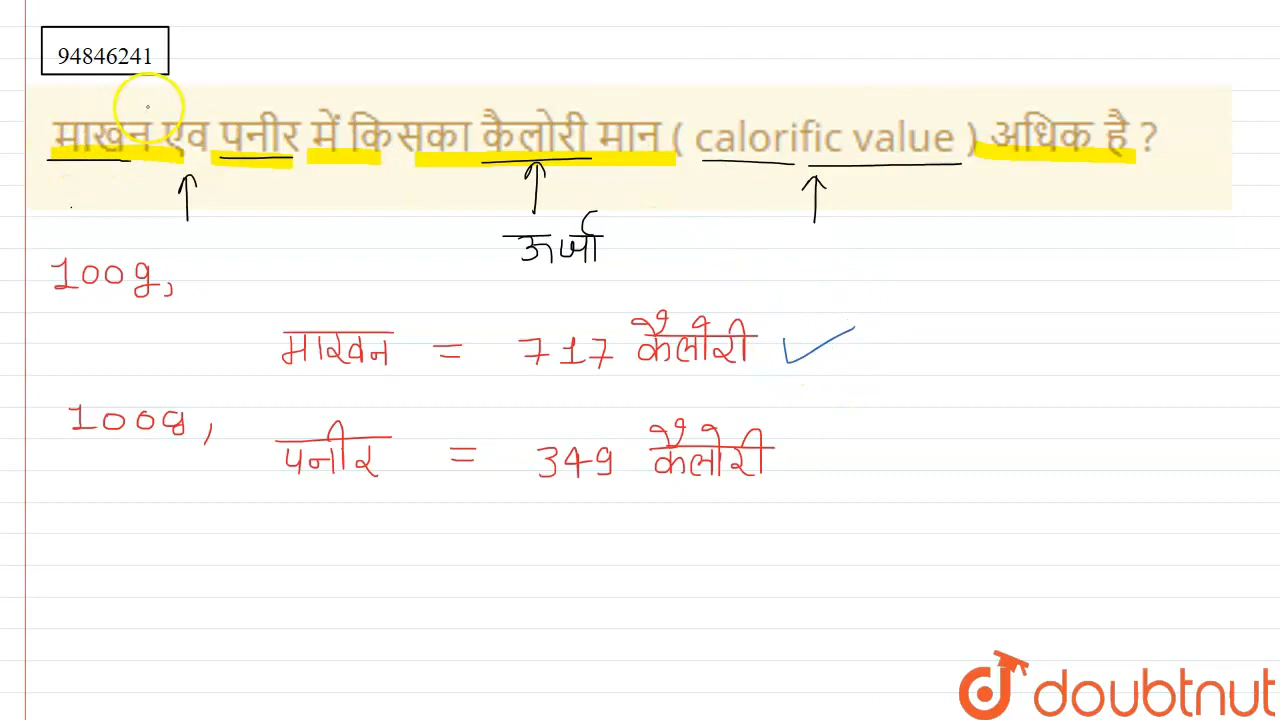 94846241
माखन एव पनीर में किसका कैलोरी मान ( calorific value ) अधिक है ?
ऊर्जा
100g,
माखन = 717 कैलोरी
100g,
पनीर = 349 कैलोरी
doubtnut